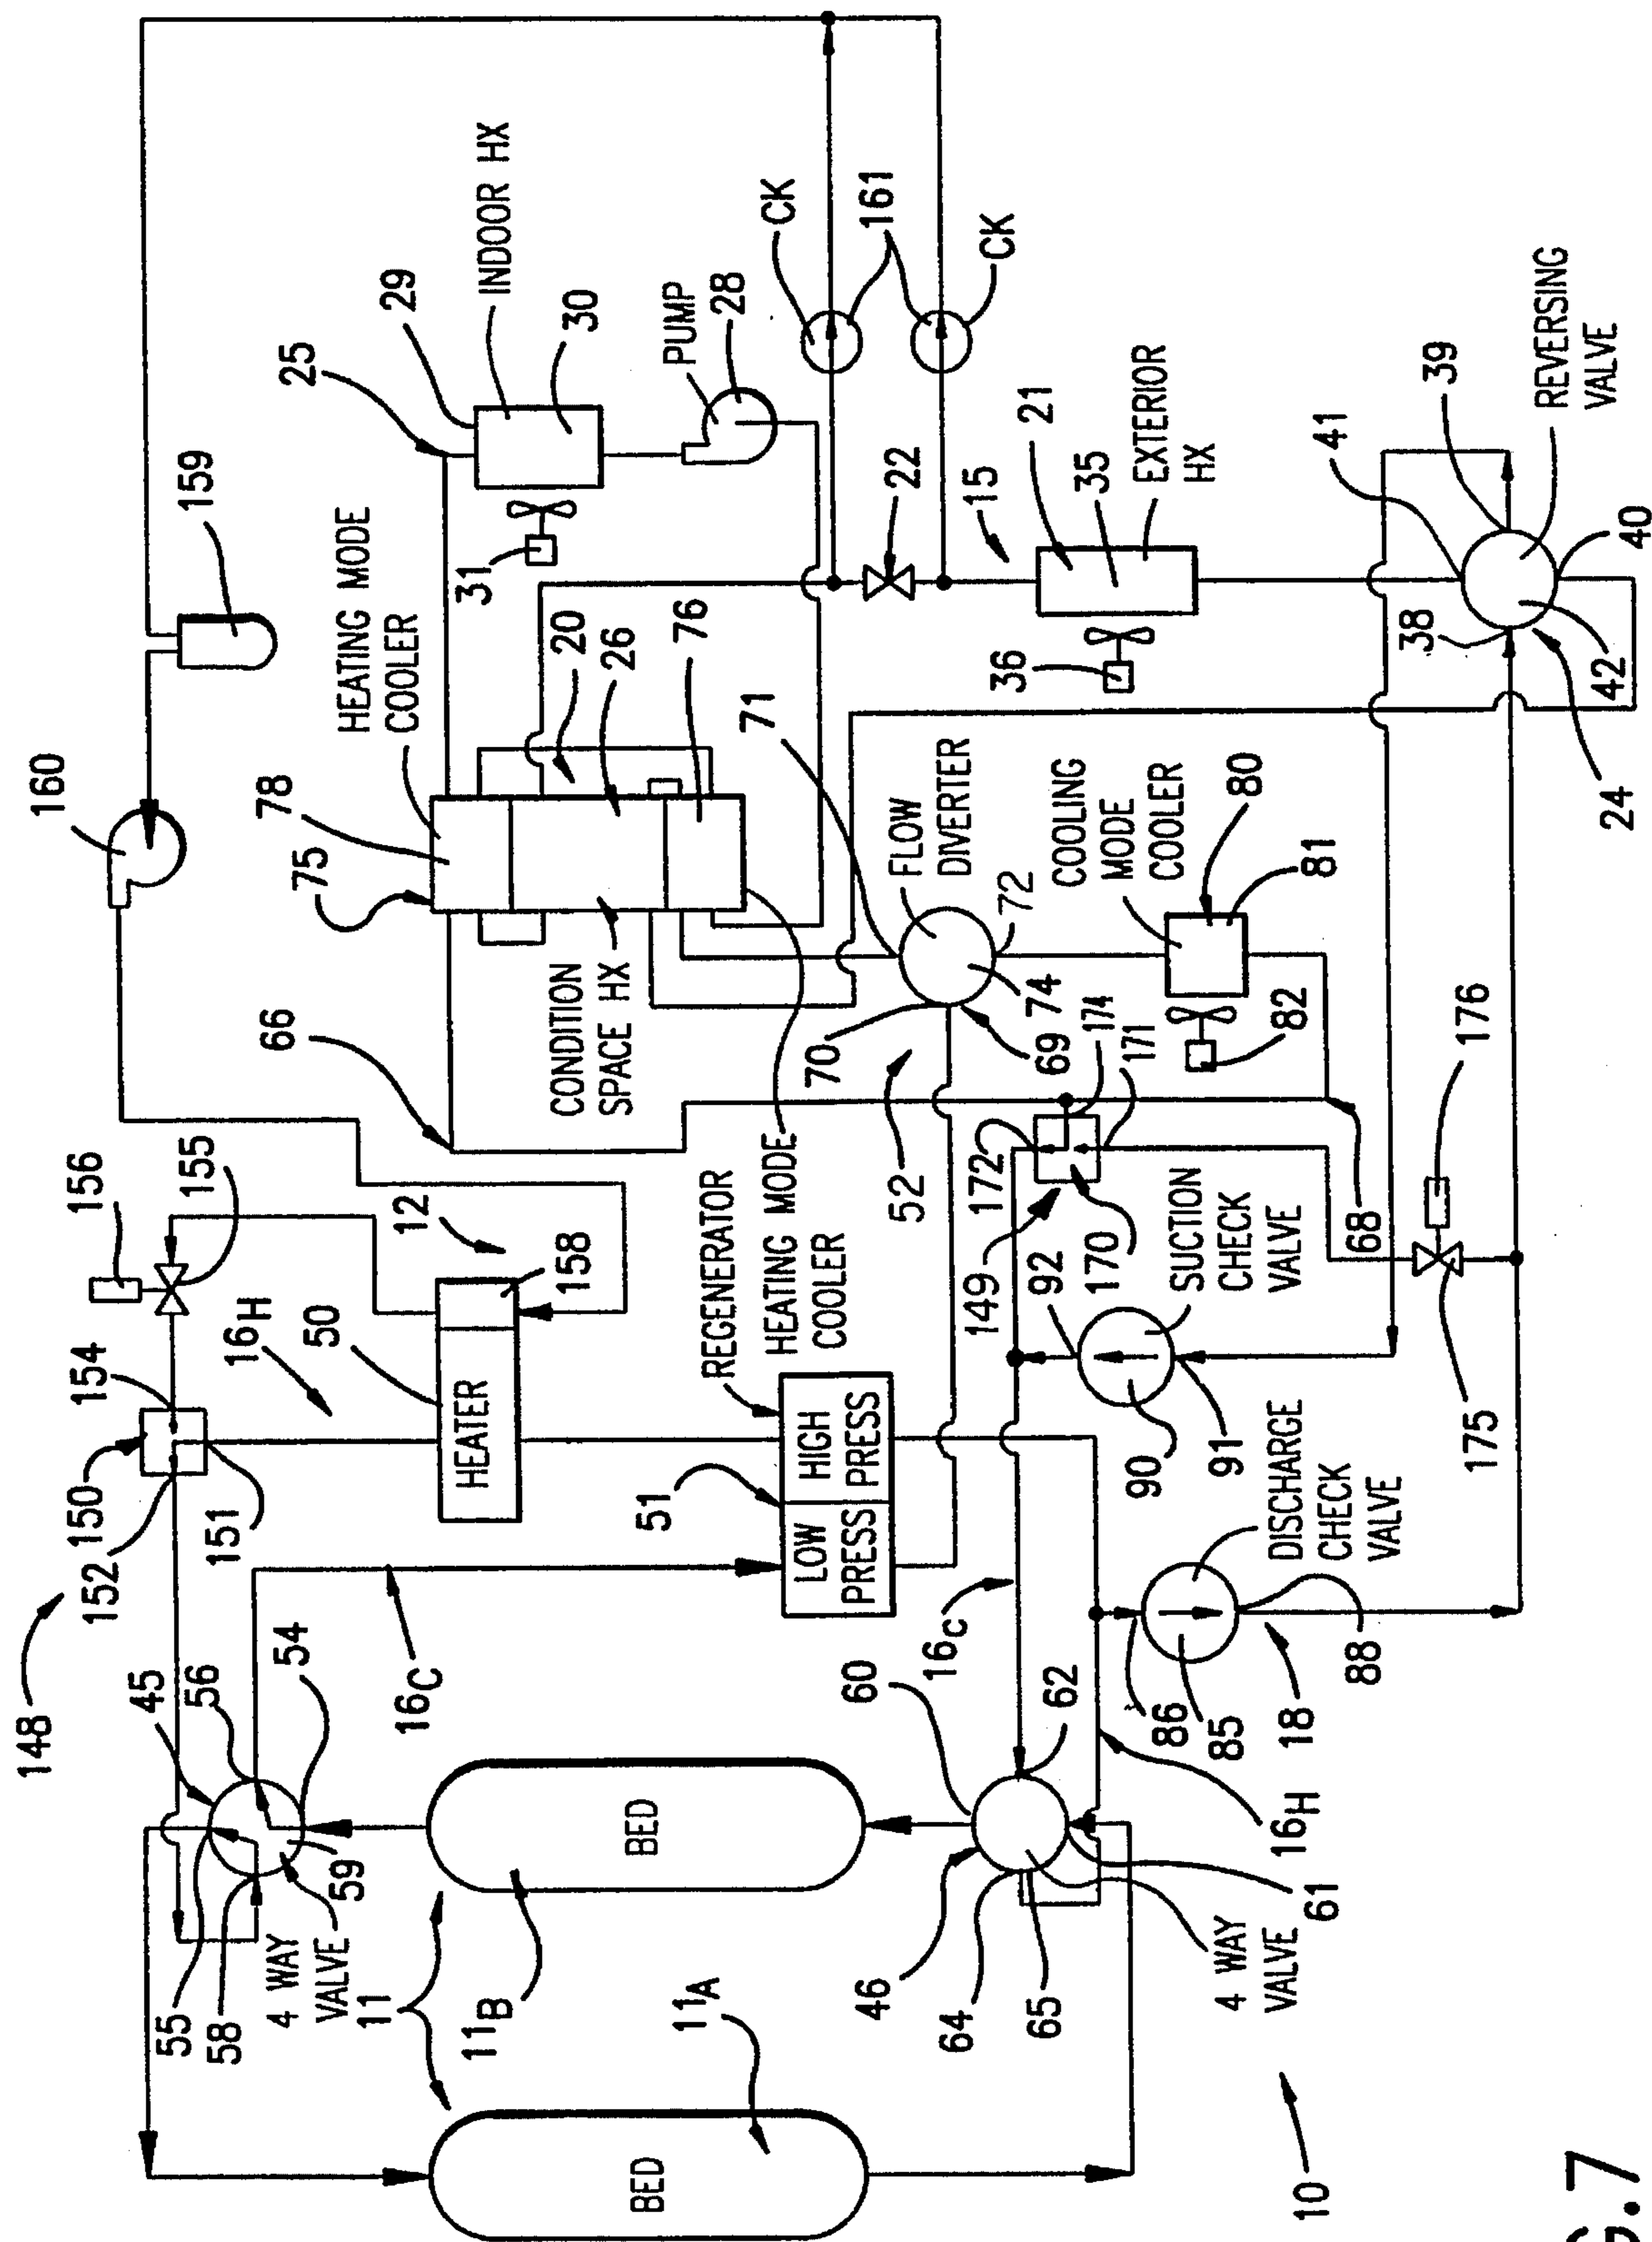 148
150
152
151
154
156
155
16H
12
50
HEATER
158
160
159
45
56
54
55
58
59
4 WAY
VALVE
16C
51
LOW
PRESS
HIGH
PRESS
REGENERATOR
HEATING MODE
COOLER
66
75
78
HEATING MODE
COOLER
20
26
76
CONDITION
SPACE HX
25
29
INDOOR HX
30
31
PUMP
28
CK
161
CK
22
15
21
35
EXTERIOR
HX
36
11
11B
BED
11A
BED
60
62
46
64
65
61
4 WAY
VALVE
16C
16H
86
85
18
88
DISCHARGE
CHECK
VALVE
149
92
90
91
SUCTION
CHECK
VALVE
172
170
174
171
52
70
69
71
FLOW
DIVERTER
74
72
COOLING
MODE
COOLER
80
81
82
68
176
175
38
41
39
40
42
24
REVERSING
VALVE
10
G.7